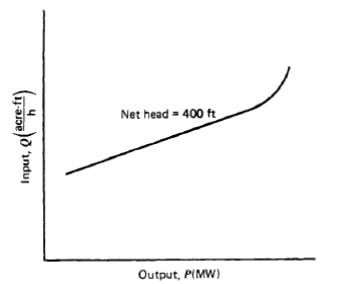 Net head = 400 ft
Input, Q(acre-ft/h)
Output, P(MW)